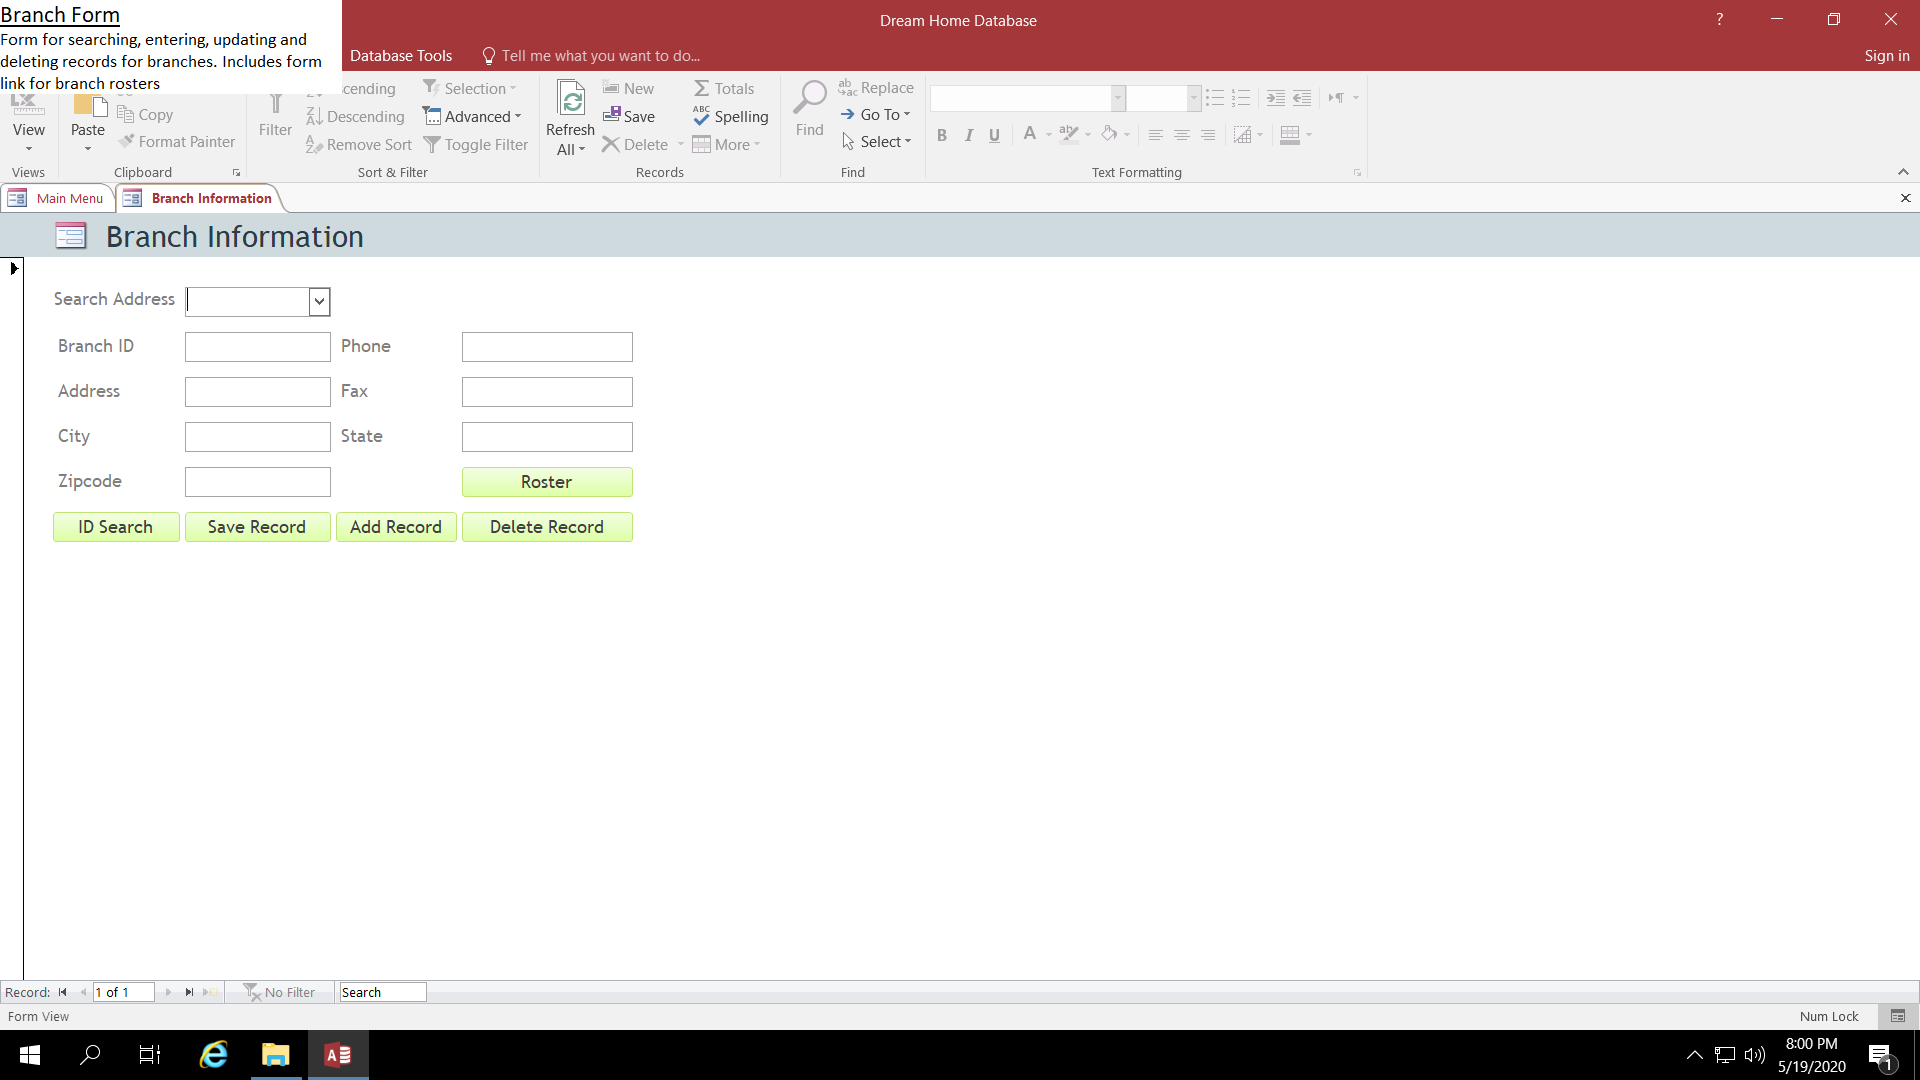 Branch Form
Form for searching, entering, updating and
deleting records for branches. Includes form
link for branch rosters
Dream Home Database
?
Database Tools
Tell me what you want to do...
Sign in
View
Views
Paste
Copy
Format Painter
Clipboard
Filter
scending
Descending
Remove Sort
Selection
Advanced
Toggle Filter
Sort & Filter
Refresh
All
New
Save
Delete
Totals
Spelling
More
Records
Find
Replace
Go To
Select
Find
B I U A
Text Formatting
Main Menu
Branch Information
Branch Information
Search Address
Branch ID
Phone
Address
Fax
City
State
Zipcode
Roster
ID Search
Save Record
Add Record
Delete Record
Record:
1 of 1
No Filter
Search
Form View
Num Lock
8:00 PM
5/19/2020
1